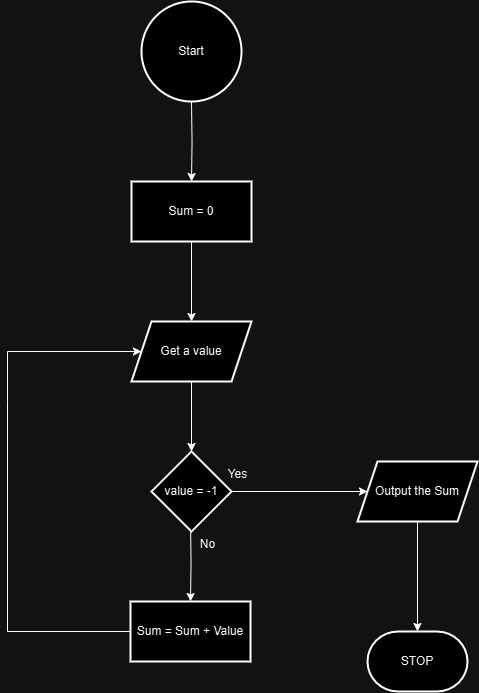 Start
Sum = 0
Get a value
value = -1
Yes
Output the Sum
No
Sum = Sum + Value
STOP